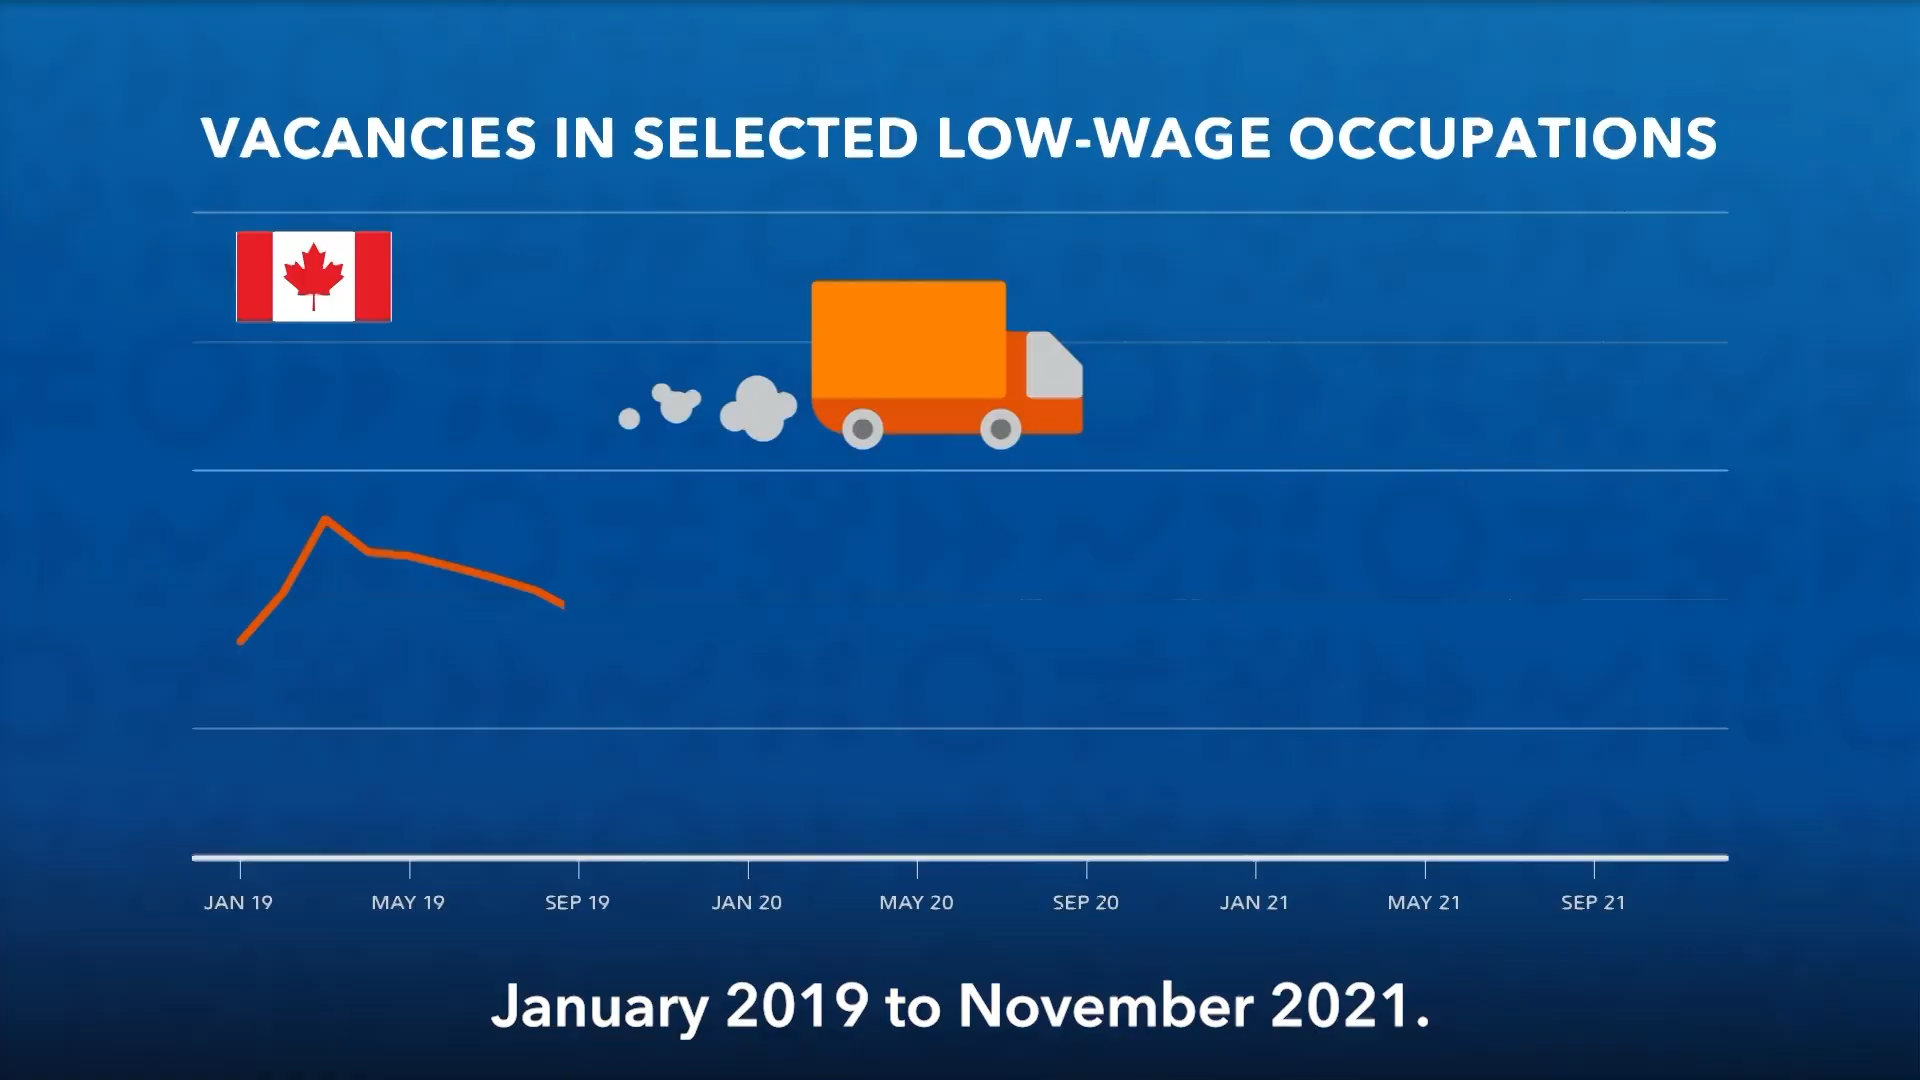 VACANCIES IN SELECTED LOW-WAGE OCCUPATIONS
JAN 19 MAY 19 SEP 19 JAN 20 MAY 20 SEP 20 JAN 21 MAY 21 SEP 21
January 2019 to November 2021.